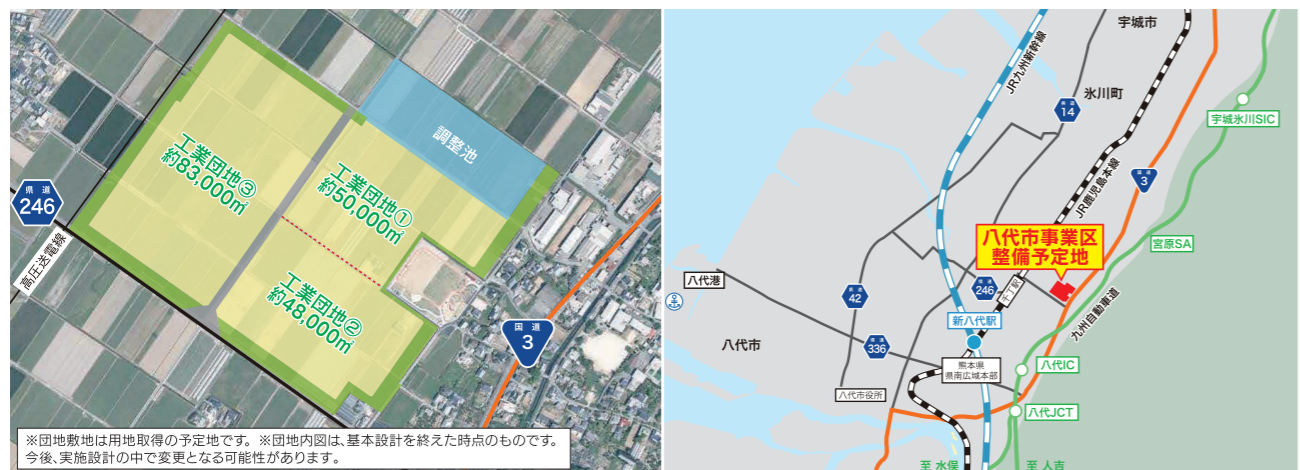 県道
246
高圧送電線
工業団地③
約83,000㎡
工業団地①
約50,000㎡
工業団地②
約48,000㎡
調整池
国道
3
※団地敷地は用地取得の予定地です。 ※団地内図は、基本設計を終えた時点のものです。
今後、実施設計の中で変更となる可能性があります。
宇城市
JR九州新幹線
氷川町
県道
14
宇城氷川SIC
JR鹿児島本線
国道
3
宮原SA
八代市事業区
整備予定地
八代港
県道
42
県道
246
千丁駅
新八代駅
九州自動車道
八代市
県道
336
熊本県
県南広域本部
八代IC
八代市役所
八代JCT
至 水俣
至 人吉